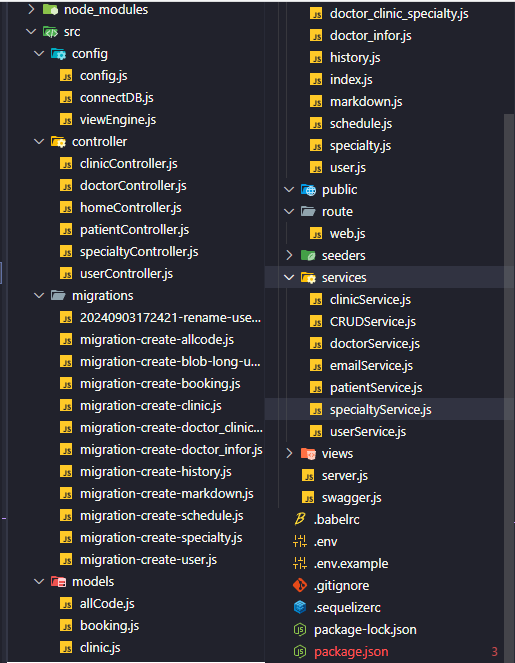 node_modules
src
config
config.js
connectDB.js
viewEngine.js
controller
clinicController.js
doctorController.js
homeController.js
patientController.js
specialtyController.js
userController.js
migrations
20240903172421-rename-use...
migration-create-allcode.js
migration-create-blob-long-u...
migration-create-booking.js
migration-create-clinic.js
migration-create-doctor_clinic...
migration-create-doctor_infor.js
migration-create-history.js
migration-create-markdown.js
migration-create-schedule.js
migration-create-specialty.js
migration-create-user.js
models
allCode.js
booking.js
clinic.js
doctor_clinic_specialty.js
doctor_infor.js
history.js
index.js
markdown.js
schedule.js
specialty.js
user.js
public
route
web.js
seeders
services
clinicService.js
CRUDService.js
doctorService.js
emailService.js
patientService.js
specialtyService.js
userService.js
views
server.js
swagger.js
.babelrc
.env
.env.example
.gitignore
.sequelizerc
package-lock.json
package.json 3